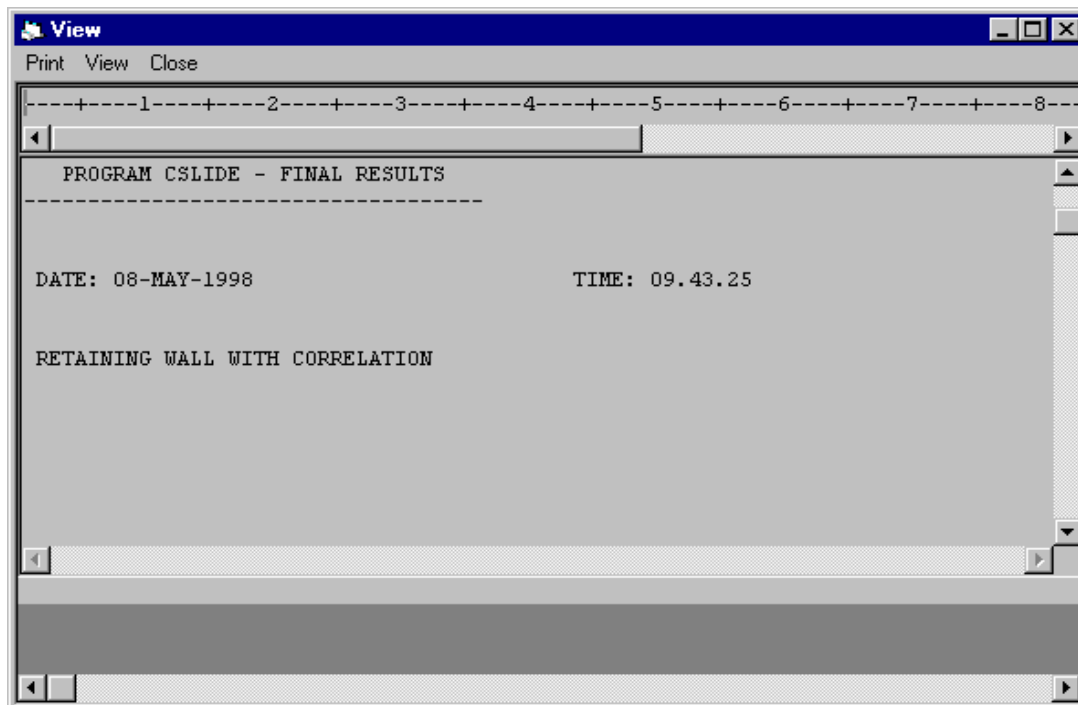 View
Print View Close
----+----1----+----2----+----3----+----4----+----5----+----6----+----7----+----8---
PROGRAM CSLIDE - FINAL RESULTS
------------------------------------
DATE: 08-MAY-1998 TIME: 09.43.25
RETAINING WALL WITH CORRELATION